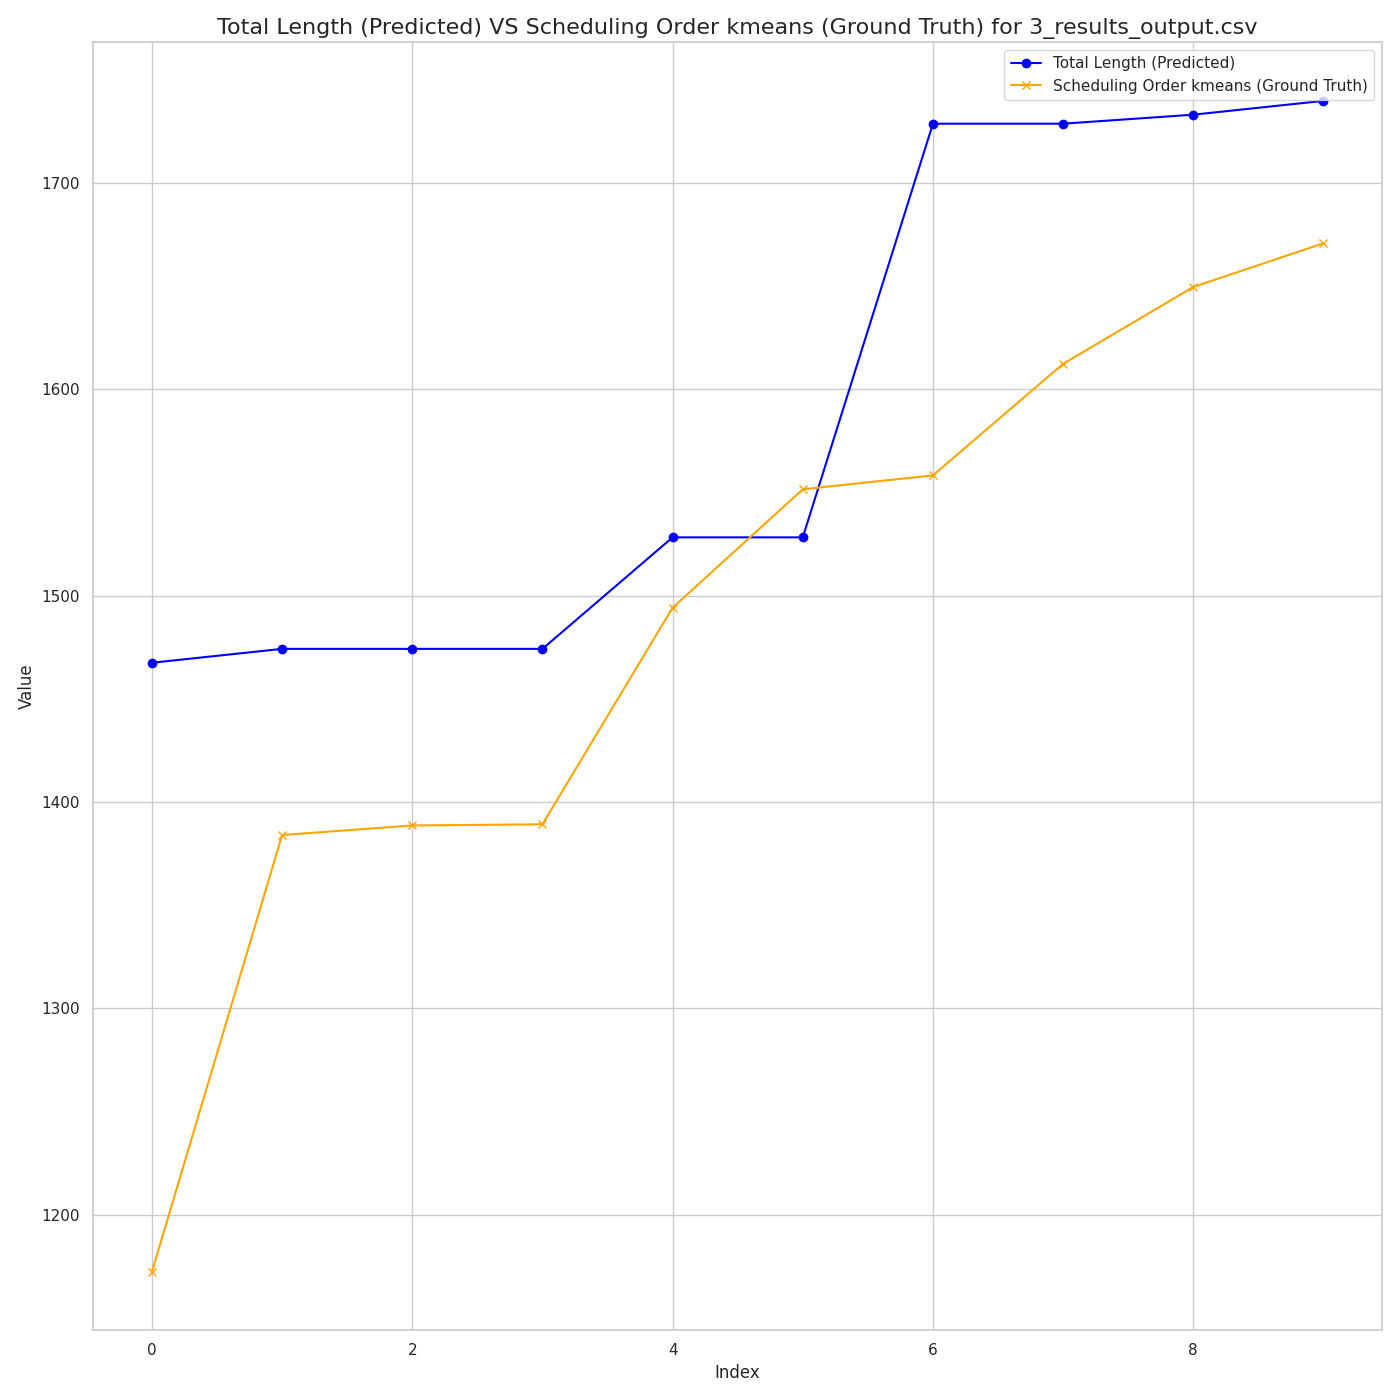 Total Length (Predicted) VS Scheduling Order kmeans (Ground Truth) for 3_results_output.csv
Total Length (Predicted)
Scheduling Order kmeans (Ground Truth)
1700
1600
1500
1400
1300
1200
Value
0 2 4 6 8
Index